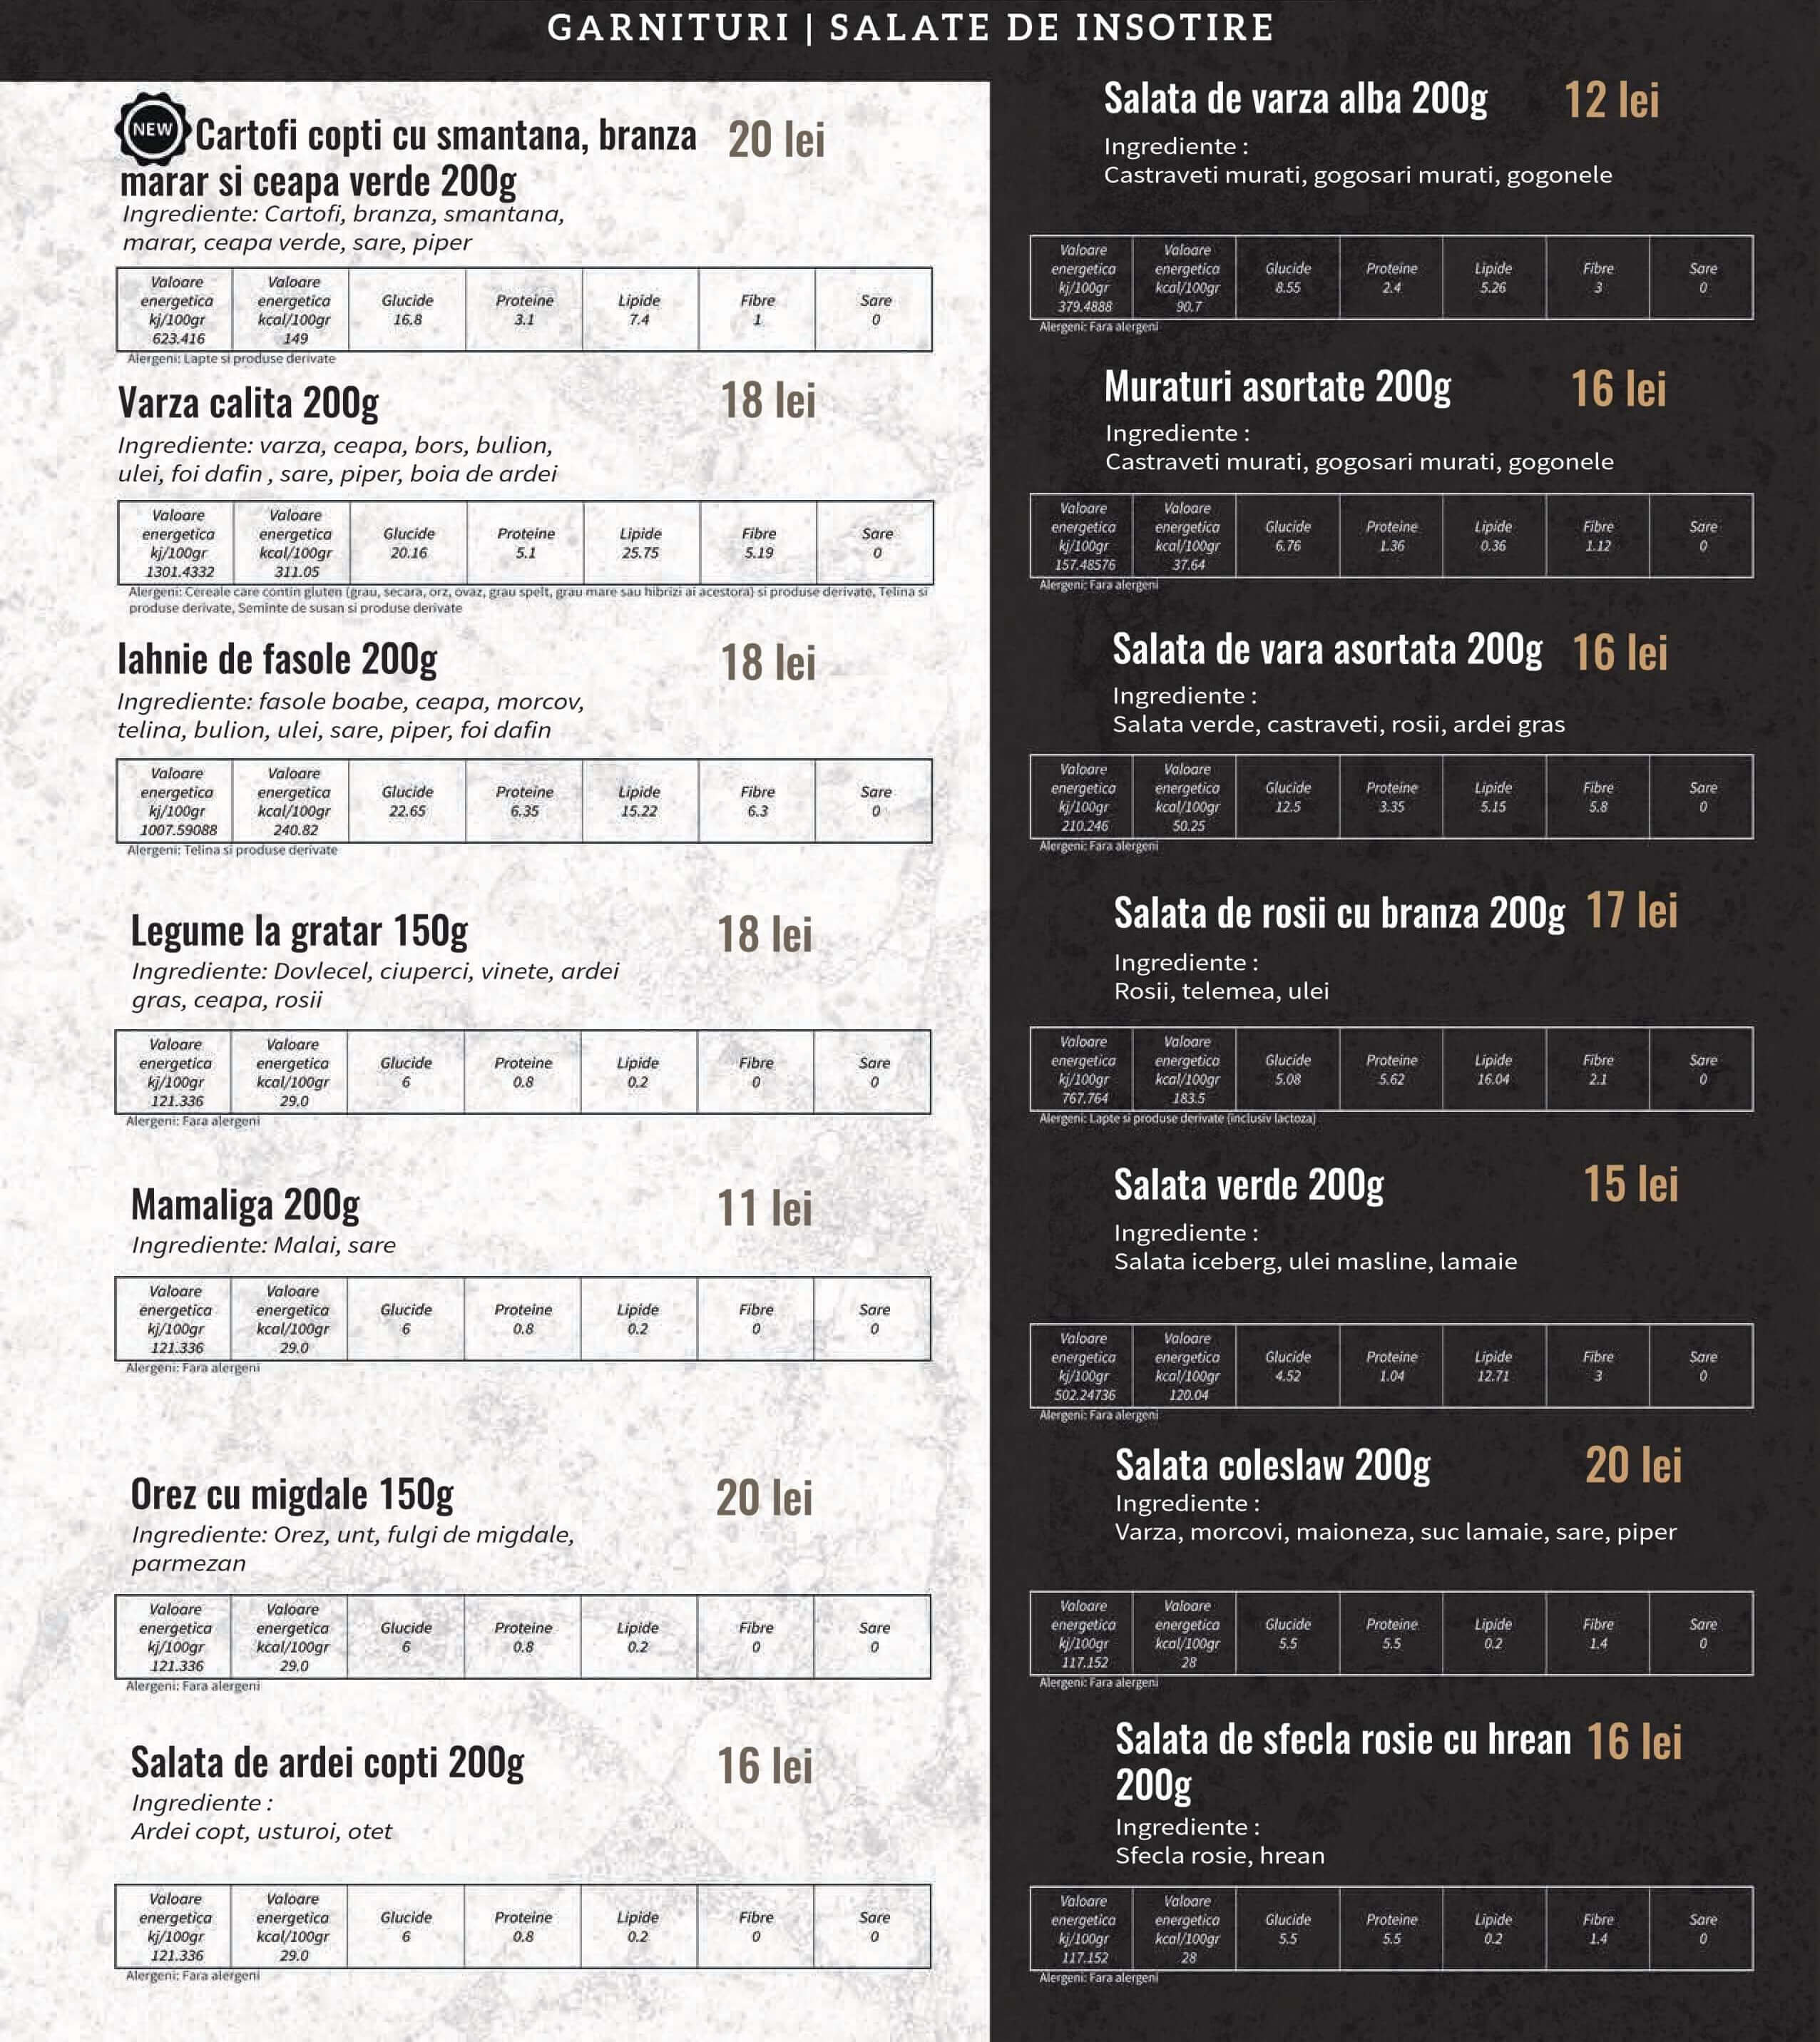 GARNITURI | SALATE DE INSOTIRE
NEW
Cartofi copti cu smantana, branza 20 lei
marar si ceapa verde 200g
Ingrediente: Cartofi, branza, smantana,
marar, ceapa verde, sare, piper
Valoare energetica kj/100gr 623.416
Valoare energetica kcal/100gr 149
Glucide 16.8
Proteine 3.1
Lipide 7.4
Fibre 1
Sare 0
Alergeni: Lapte si produse derivate
Varza calita 200g 18 lei
Ingrediente: varza, ceapa, bors, bulion,
ulei, foi dafin , sare, piper, boia de ardei
Valoare energetica kj/100gr 1301.4332
Valoare energetica kcal/100gr 311.05
Glucide 20.16
Proteine 5.1
Lipide 25.75
Fibre 5.19
Sare 0
Alergeni: Cereale care contin gluten (grau, secara, orz, ovaz, grau spelt, grau mare sau hibrizi ai acestora) si produse derivate, Telina si
produse derivate, Seminte de susan si produse derivate
Iahnie de fasole 200g 18 lei
Ingrediente: fasole boabe, ceapa, morcov,
telina, bulion, ulei, sare, piper, foi dafin
Valoare energetica kj/100gr 1007.59088
Valoare energetica kcal/100gr 240.82
Glucide 22.65
Proteine 6.35
Lipide 15.22
Fibre 6.3
Sare 0
Alergeni: Telina si produse derivate
Legume la gratar 150g 18 lei
Ingrediente: Dovlecel, ciuperci, vinete, ardei
gras, ceapa, rosii
Valoare energetica kj/100gr 121.336
Valoare energetica kcal/100gr 29.0
Glucide 6
Proteine 0.8
Lipide 0.2
Fibre 0
Sare 0
Alergeni: Fara alergeni
Mamaliga 200g 11 lei
Ingrediente: Malai, sare
Valoare energetica kj/100gr 121.336
Valoare energetica kcal/100gr 29.0
Glucide 6
Proteine 0.8
Lipide 0.2
Fibre 0
Sare 0
Alergeni: Fara alergeni
Orez cu migdale 150g 20 lei
Ingrediente: Orez, unt, fulgi de migdale,
parmezan
Valoare energetica kj/100gr 121.336
Valoare energetica kcal/100gr 29.0
Glucide 6
Proteine 0.8
Lipide 0.2
Fibre 0
Sare 0
Alergeni: Fara alergeni
Salata de ardei copti 200g 16 lei
Ingrediente :
Ardei copt, usturoi, otet
Valoare energetica kj/100gr 121.336
Valoare energetica kcal/100gr 29.0
Glucide 6
Proteine 0.8
Lipide 0.2
Fibre 0
Sare 0
Alergeni: Fara alergeni
Salata de varza alba 200g 12 lei
Ingrediente :
Castraveti murati, gogosari murati, gogonele
Valoare energetica kj/100gr 379.4888
Valoare energetica kcal/100gr 90.7
Glucide 8.55
Proteine 2.4
Lipide 5.26
Fibre 3
Sare 0
Alergeni: Fara alergeni
Muraturi asortate 200g 16 lei
Ingrediente :
Castraveti murati, gogosari murati, gogonele
Valoare energetica kj/100gr 157.48576
Valoare energetica kcal/100gr 37.64
Glucide 6.76
Proteine 1.36
Lipide 0.36
Fibre 1.12
Sare 0
Alergeni: Fara alergeni
Salata de vara asortata 200g 16 lei
Ingrediente :
Salata verde, castraveti, rosii, ardei gras
Valoare energetica kj/100gr 210.246
Valoare energetica kcal/100gr 50.25
Glucide 12.5
Proteine 3.35
Lipide 5.15
Fibre 5.8
Sare 0
Alergeni: Fara alergeni
Salata de rosii cu branza 200g 17 lei
Ingrediente :
Rosii, telemea, ulei
Valoare energetica kj/100gr 767.764
Valoare energetica kcal/100gr 183.5
Glucide 5.08
Proteine 5.62
Lipide 16.04
Fibre 2.1
Sare 0
Alergeni: Lapte si produse derivate (inclusiv lactoza)
Salata verde 200g 15 lei
Ingrediente :
Salata iceberg, ulei masline, lamaie
Valoare energetica kj/100gr 502.24736
Valoare energetica kcal/100gr 120.04
Glucide 4.52
Proteine 1.04
Lipide 12.71
Fibre 3
Sare 0
Alergeni: Fara alergeni
Salata coleslaw 200g 20 lei
Ingrediente :
Varza, morcovi, maioneza, suc lamaie, sare, piper
Valoare energetica kj/100gr 117.152
Valoare energetica kcal/100gr 28
Glucide 5.5
Proteine 5.5
Lipide 0.2
Fibre 1.4
Sare 0
Alergeni: Fara alergeni
Salata de sfecla rosie cu hrean 16 lei
200g
Ingrediente :
Sfecla rosie, hrean
Valoare energetica kj/100gr 117.152
Valoare energetica kcal/100gr 28
Glucide 5.5
Proteine 5.5
Lipide 0.2
Fibre 1.4
Sare 0
Alergeni: Fara alergeni